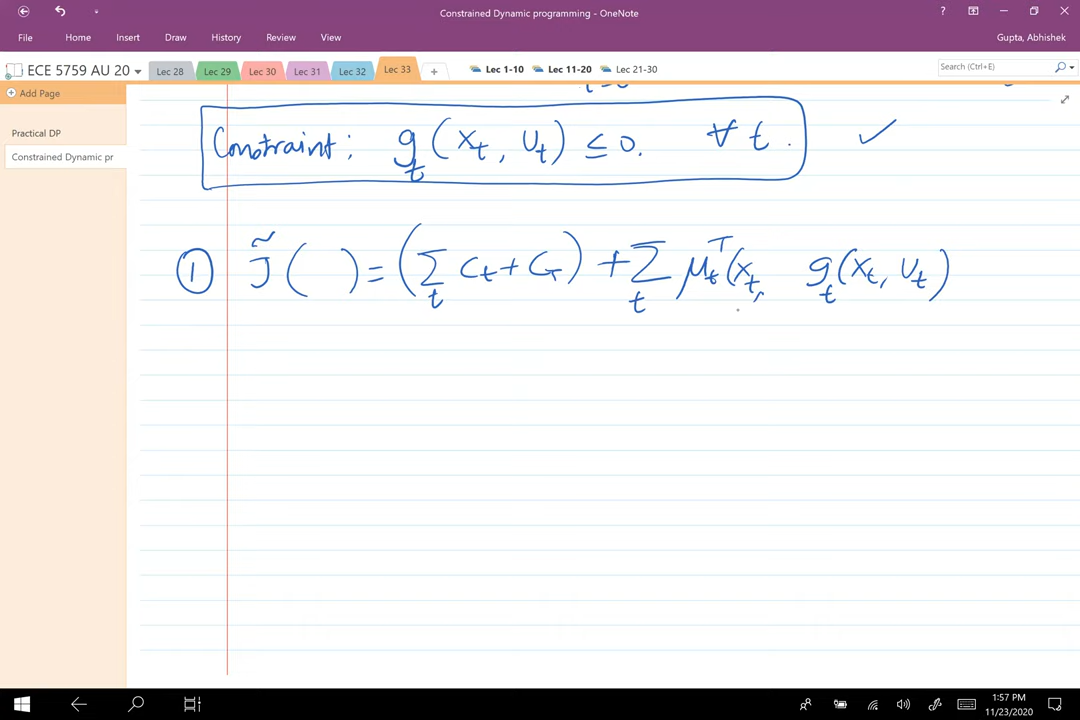 Constrained Dynamic programming - OneNote
File Home Insert Draw History Review View Gupta, Abhishek
ECE 5759 AU 20 Lec 28 Lec 29 Lec 30 Lec 31 Lec 32 Lec 33 + Lec 1-10 Lec 11-20 Lec 21-30 Search (Ctrl+E)
Add Page
Practical DP
Constrained Dynamic pr
Constraint: g_t(x_t, u_t) ≤ 0. ∀ t. ✓
① J̃( ) = (∑_t C_t + C_T) + ∑_t μ_t^T(x_t, g_t(x_t, u_t)
1:57 PM
11/23/2020